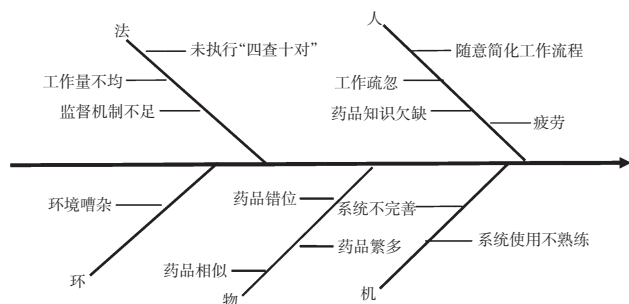 法
未执行“四查十对”
工作量不均
监督机制不足
人
随意简化工作流程
工作疏忽
药品知识欠缺
疲劳
环境嘈杂
环
药品错位
药品繁多
药品相似
物
系统不完善
系统使用不熟练
机